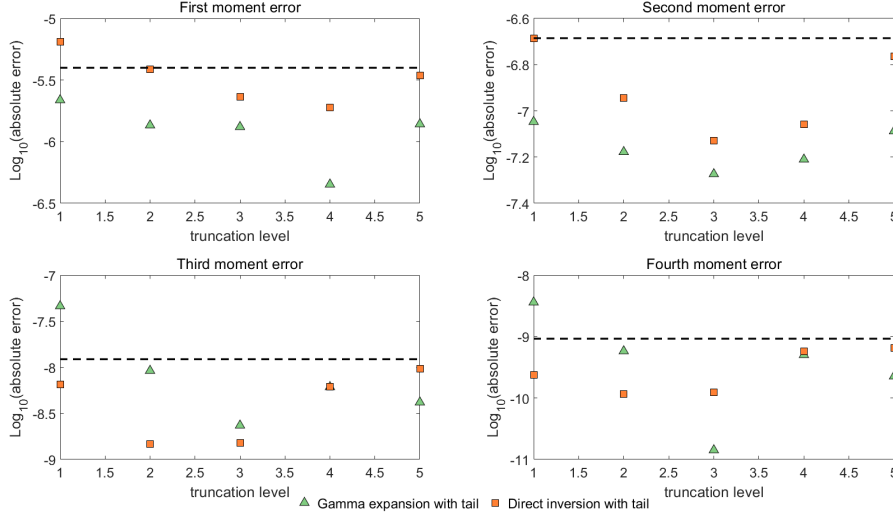 First moment error
Log10(absolute error)
-5
-5.5
-6
-6.5
1 1.5 2 2.5 3 3.5 4 4.5 5
truncation level
Second moment error
Log10(absolute error)
-6.6
-6.8
-7
-7.2
-7.4
1 1.5 2 2.5 3 3.5 4 4.5 5
truncation level
Third moment error
Log10(absolute error)
-7
-7.5
-8
-8.5
-9
1 1.5 2 2.5 3 3.5 4 4.5 5
truncation level
Fourth moment error
Log10(absolute error)
-8
-9
-10
-11
1 1.5 2 2.5 3 3.5 4 4.5 5
truncation level
Gamma expansion with tail Direct inversion with tail